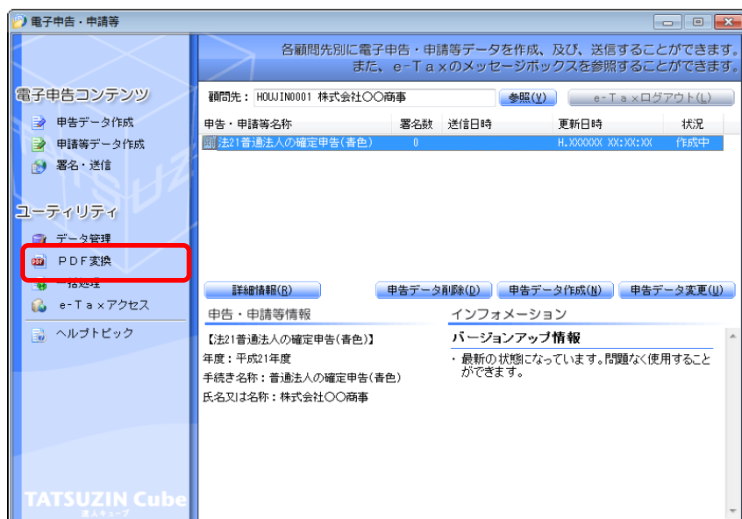 電子申告・申請等
各顧問先別に電子申告・申請等データを作成、及び、送信することができます。
また、e-Taxのメッセージボックスを参照することができます。
電子申告コンテンツ
申告データ作成
申請等データ作成
署名・送信
ユーティリティ
データ管理
PDF変換
一括処理
e-Taxアクセス
ヘルプトピック
顧問先： HOUJIN0001 株式会社〇〇商事 参照(Y) e-Taxログアウト(L)
申告・申請等名称 署名数 送信日時 更新日時 状況
法21普通法人の確定申告(青色) 0 H.XXXXXX XX:XX:XX 作成中
詳細情報(R) 申告データ削除(D) 申告データ作成(N) 申告データ変更(U)
申告・申請等情報
【法21普通法人の確定申告(青色)】
年度：平成21年度
手続き名称：普通法人の確定申告(青色)
氏名又は名称：株式会社〇〇商事
インフォメーション
バージョンアップ情報
・最新の状態になっています。問題なく使用すること
ができます。
TATSUZIN Cube
達人キューブ